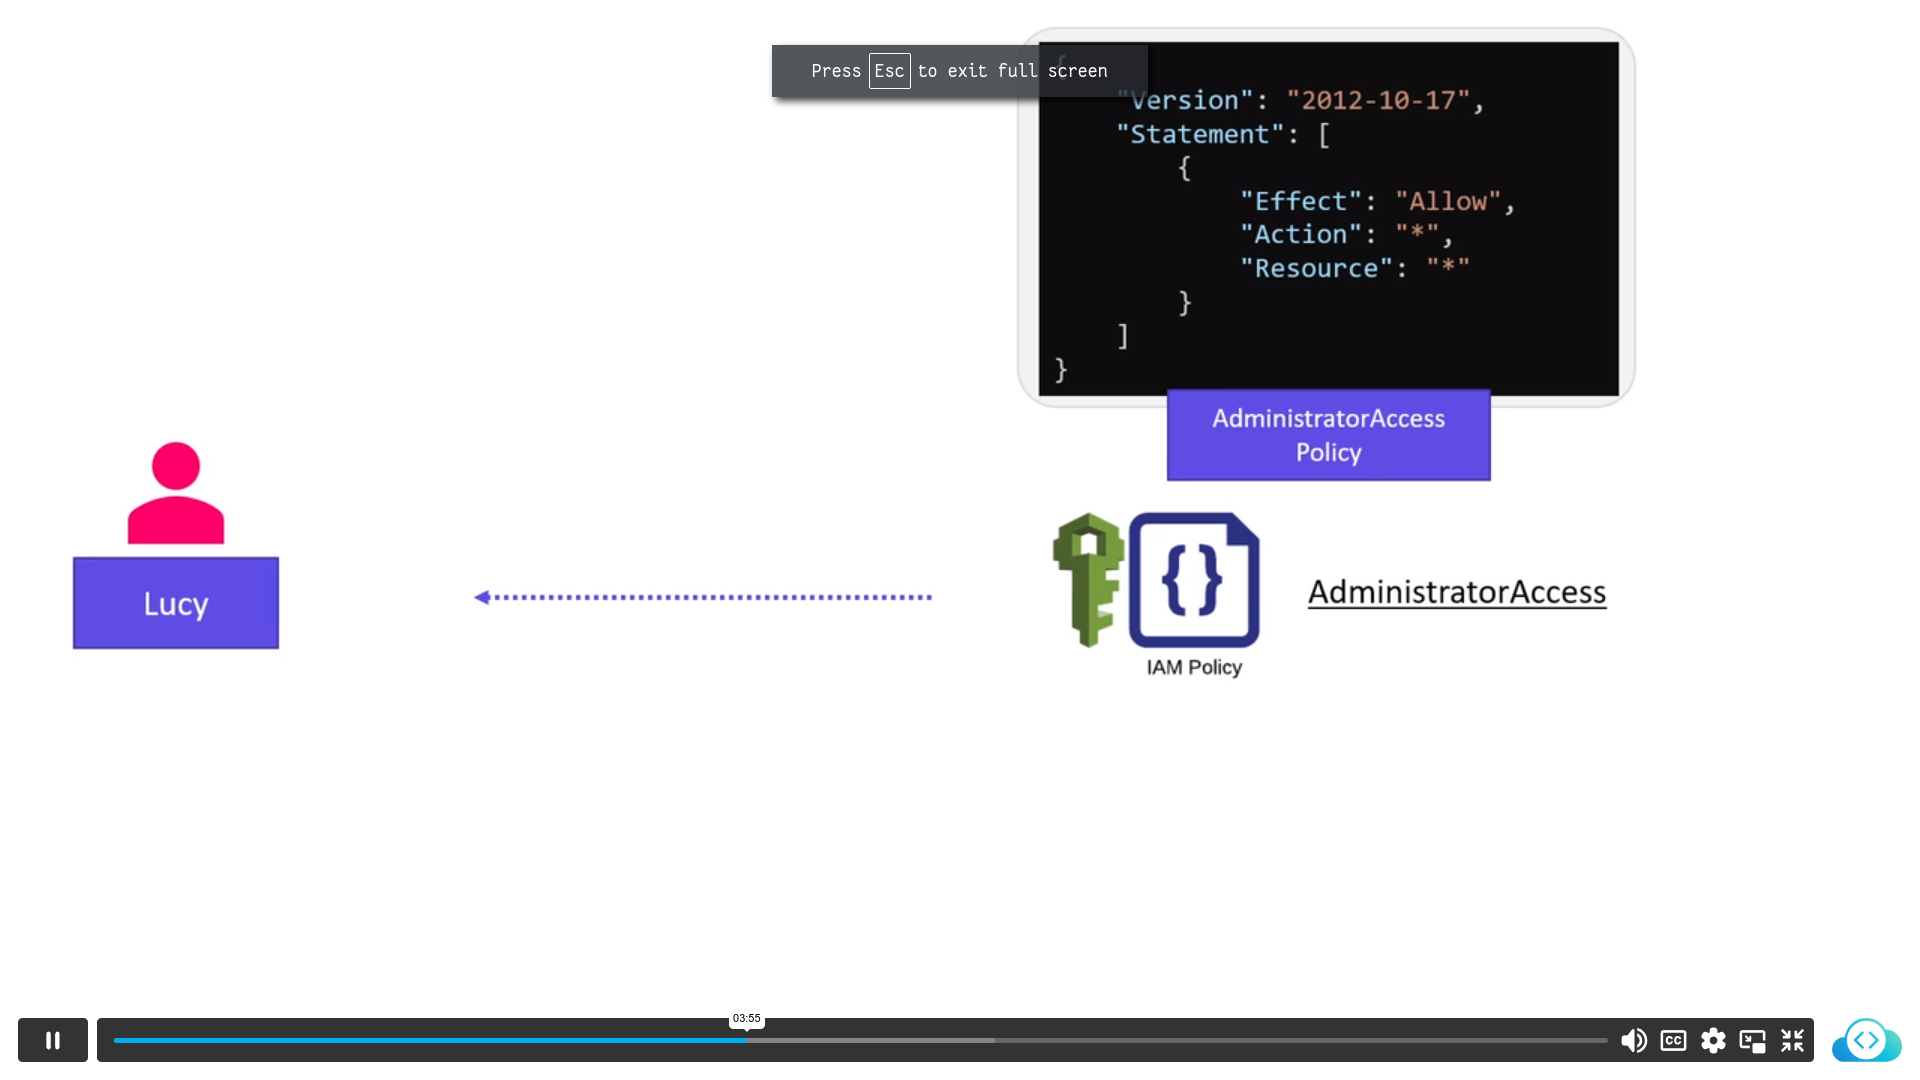 Press Esc to exit full screen
{
"Version": "2012-10-17",
"Statement": [
{
"Effect": "Allow",
"Action": "*",
"Resource": "*"
}
]
}
AdministratorAccess
Policy
Lucy
{}
AdministratorAccess
IAM Policy
03:55
CC
<>